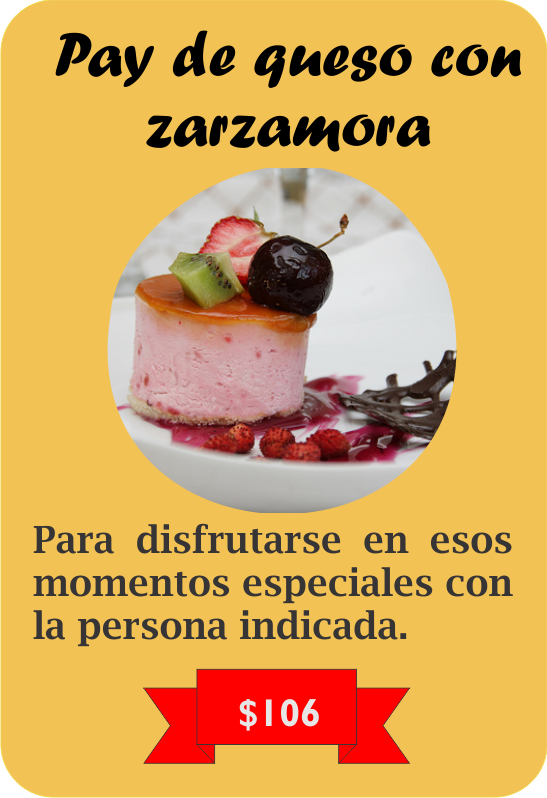 Pay de queso con
zarzamora
Para disfrutarse en esos
momentos especiales con
la persona indicada.
$106